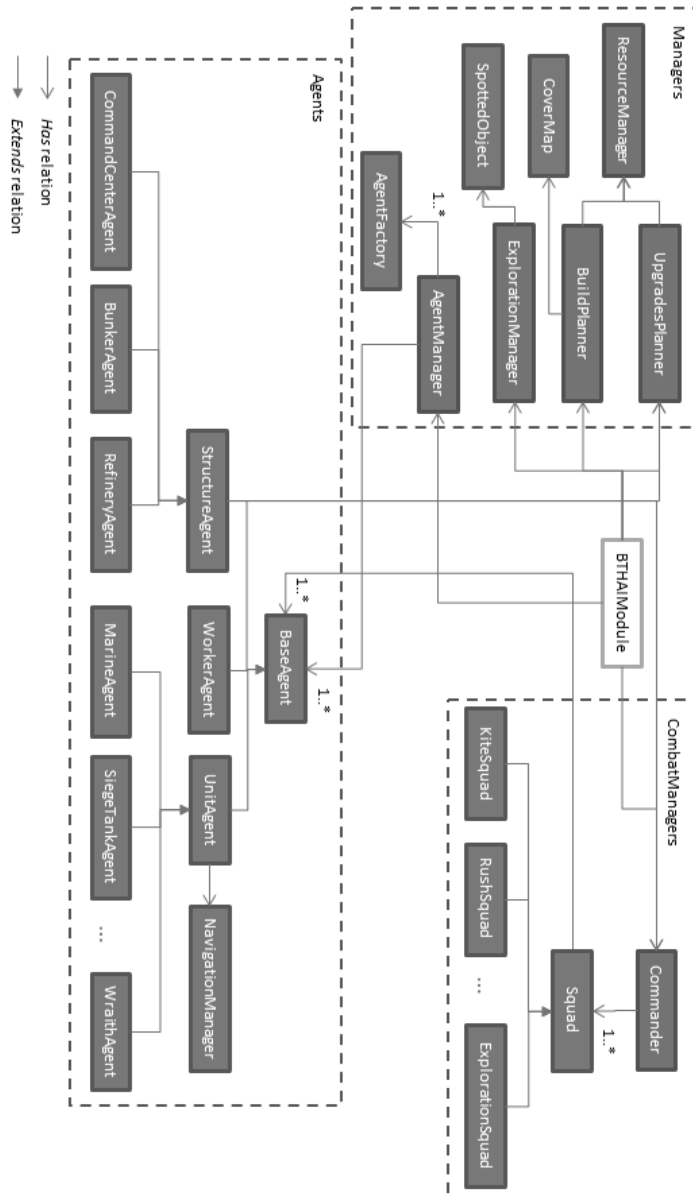 Managers
ResourceManager
UpgradesPlanner
CoverMap
BuildPlanner
SpottedObject
ExplorationManager
1..*
AgentFactory
AgentManager
BTHAIModule
CombatManagers
Commander
1..*
Squad
KiteSquad
RushSquad
...
ExplorationSquad
Agents
1..*
1..*
BaseAgent
StructureAgent
WorkerAgent
UnitAgent
NavigationManager
CommandCenterAgent
BunkerAgent
RefineryAgent
MarineAgent
SiegeTankAgent
...
WraithAgent
Has relation
Extends relation